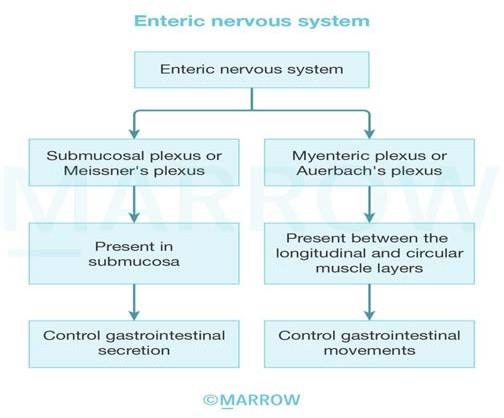 Enteric nervous system
Enteric nervous system
Submucosal plexus or
Meissner's plexus
Myenteric plexus or
Auerbach's plexus
Present in
submucosa
Present between the
longitudinal and circular
muscle layers
Control gastrointestinal
secretion
Control gastrointestinal
movements
MARROW
©MARROW